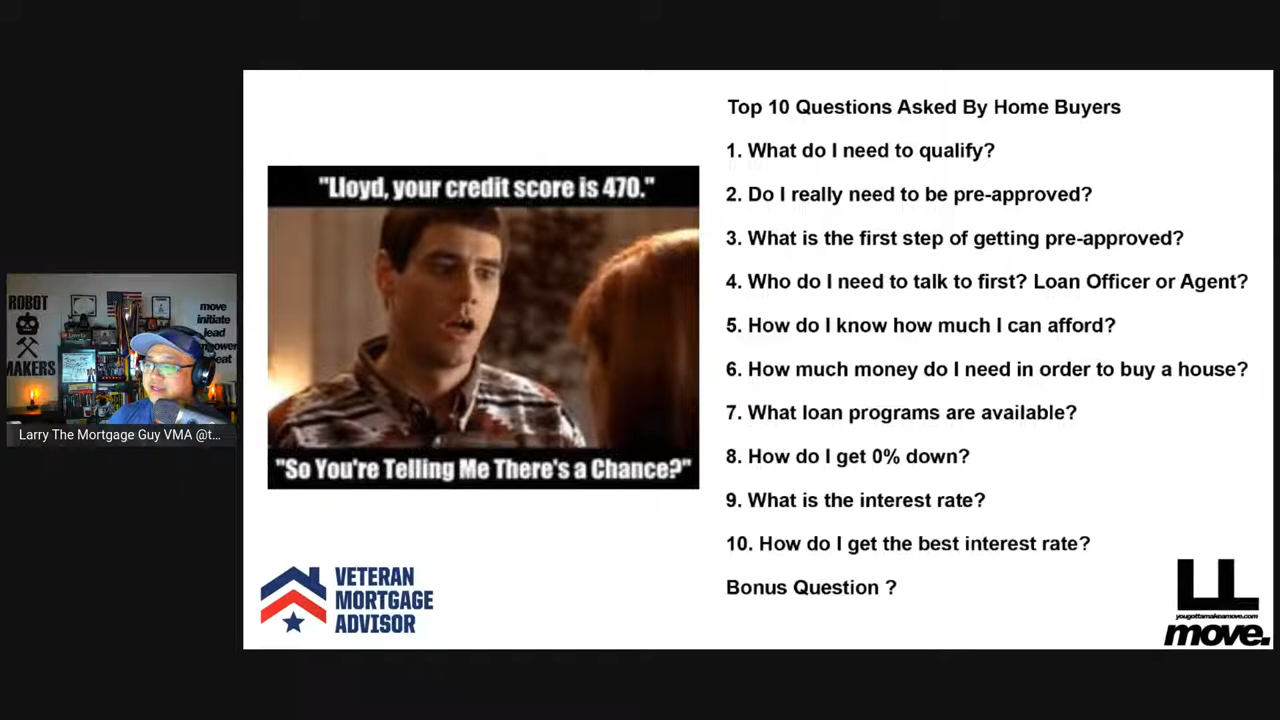 Top 10 Questions Asked By Home Buyers
1. What do I need to qualify?
2. Do I really need to be pre-approved?
3. What is the first step of getting pre-approved?
4. Who do I need to talk to first? Loan Officer or Agent?
5. How do I know how much I can afford?
6. How much money do I need in order to buy a house?
7. What loan programs are available?
8. How do I get 0% down?
9. What is the interest rate?
10. How do I get the best interest rate?
Bonus Question ?
"Lloyd, your credit score is 470."
"So You're Telling Me There's a Chance?"
VETERAN
MORTGAGE
ADVISOR
LL
yougottamakeamove.com
move.
ROBOT
MAKERS
move
initiate
lead
Larry The Mortgage Guy VMA @t...